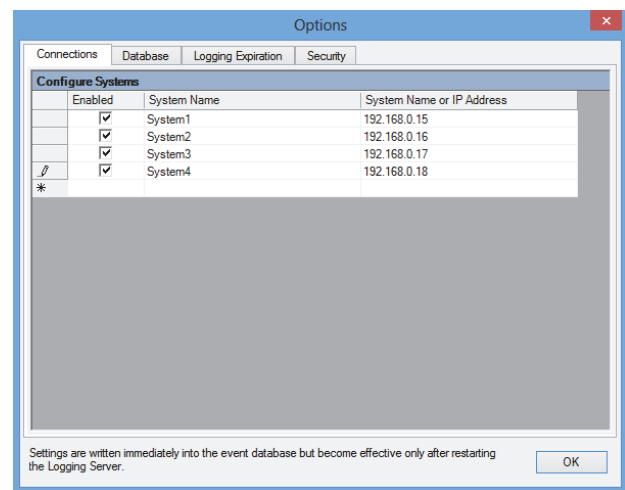 Options
Connections Database Logging Expiration Security
Configure Systems
Enabled System Name System Name or IP Address
System1 192.168.0.15
System2 192.168.0.16
System3 192.168.0.17
System4 192.168.0.18
Settings are written immediately into the event database but become effective only after restarting
the Logging Server.
OK